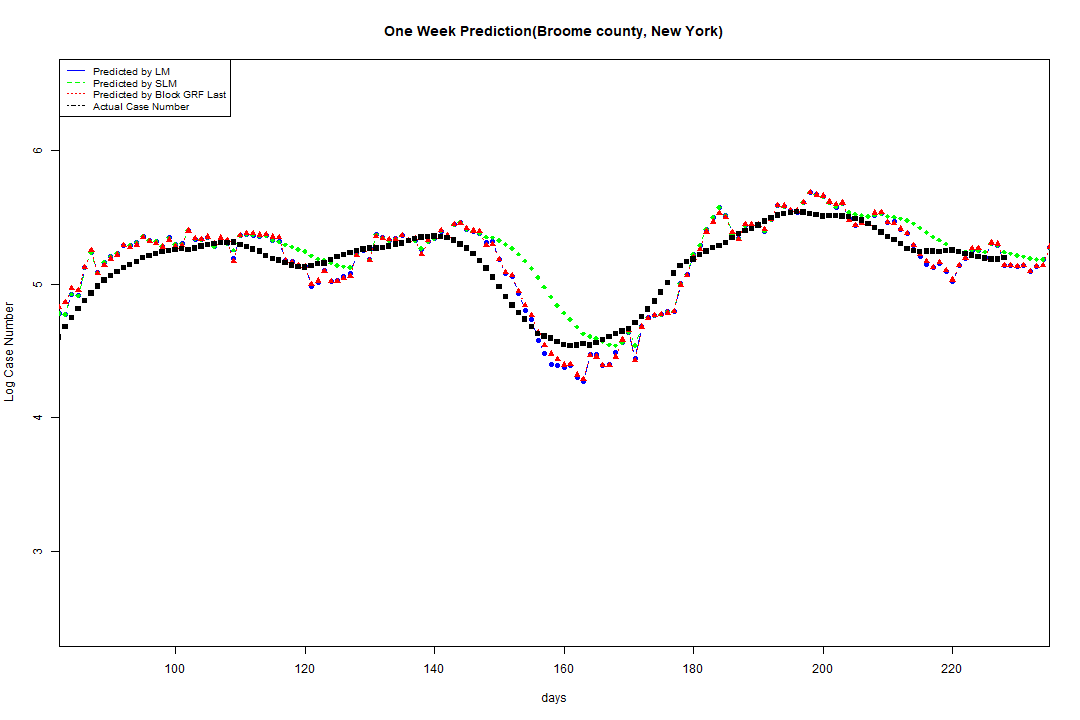 One Week Prediction(Broome county, New York)
Predicted by LM
Predicted by SLM
Predicted by Block GRF Last
Actual Case Number
6
5
4
3
Log Case Number
100 120 140 160 180 200 220
days